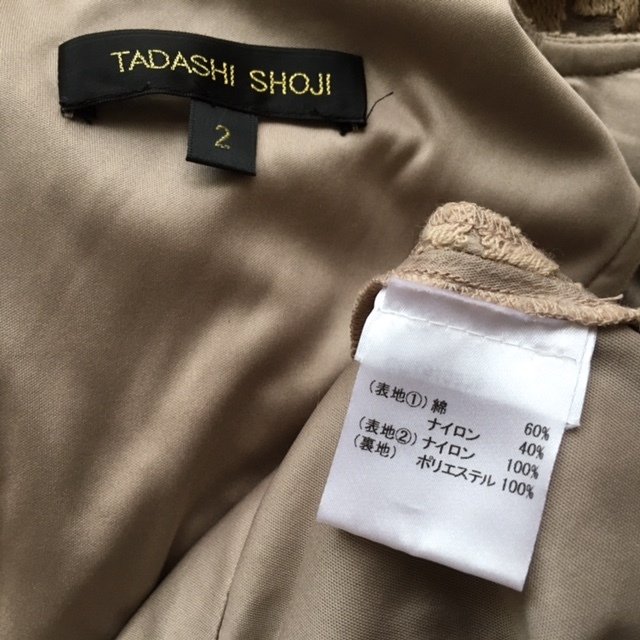 TADASHI SHOJI
2
(表地①) 綿 60%
ナイロン 40%
(表地②) ナイロン 100%
(裏地) ポリエステル 100%